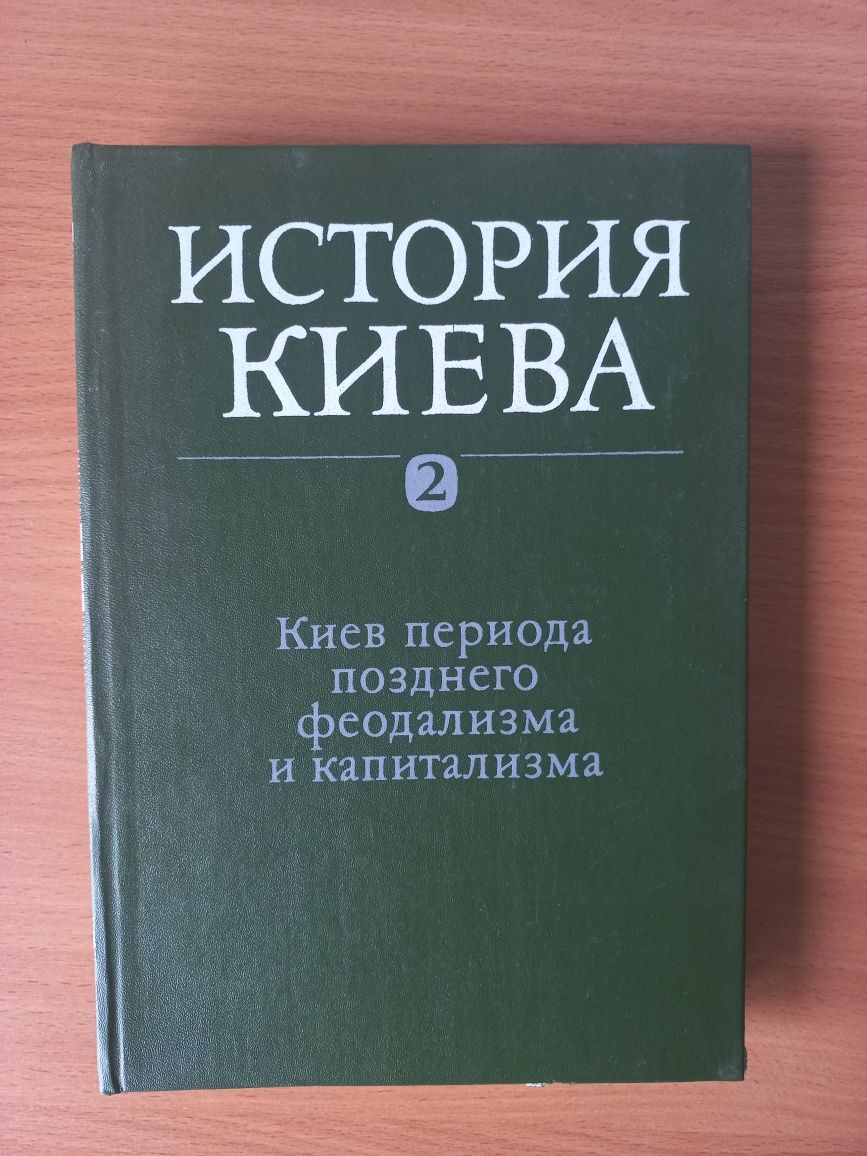 ИСТОРИЯ
КИЕВА
2
Киев периода
позднего
феодализма
и капитализма